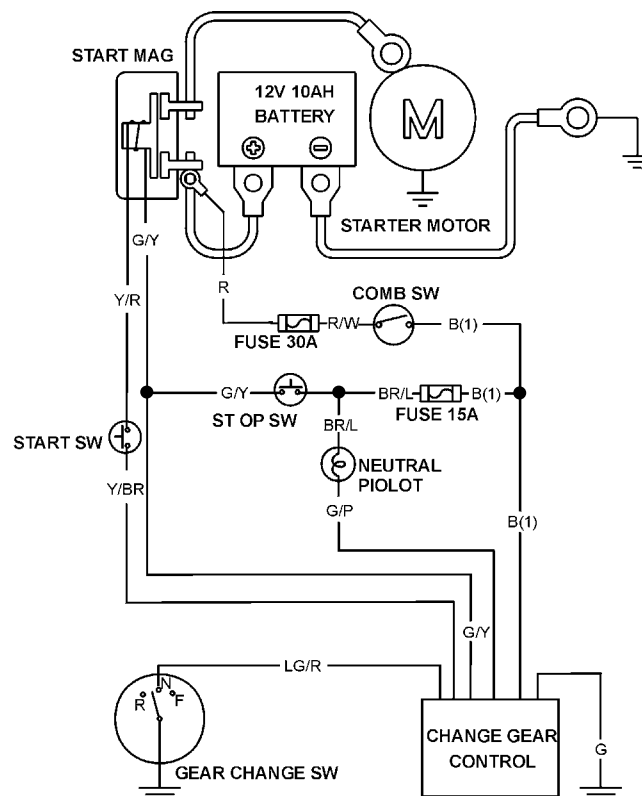 START MAG
12V 10AH
BATTERY
M
STARTER MOTOR
G/Y
R
Y/R
COMB SW
R/W
B(1)
FUSE 30A
G/Y
BR/L
B(1)
ST OP SW
FUSE 15A
BR/L
START SW
NEUTRAL
PIOLOT
Y/BR
G/P
B(1)
G/Y
LG/R
N
R
F
CHANGE GEAR
CONTROL
G
GEAR CHANGE SW